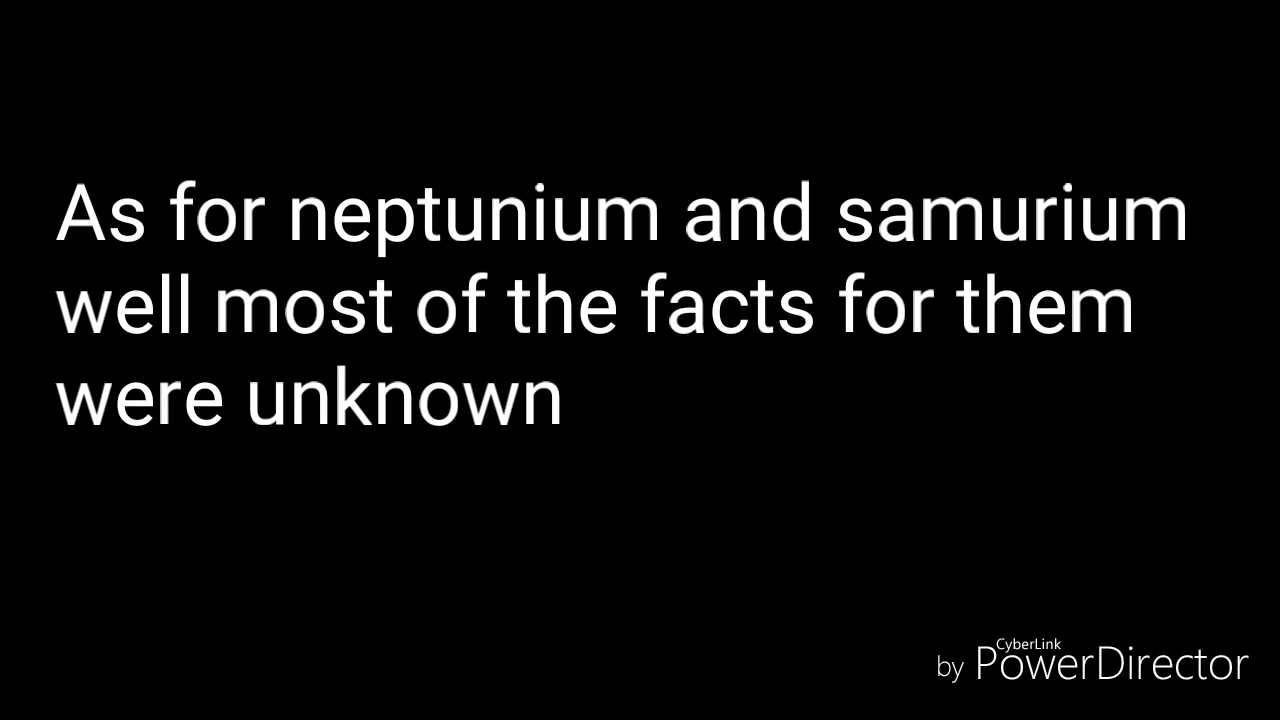 As for neptunium and samurium
well most of the facts for them
were unknown
CyberLink
by PowerDirector